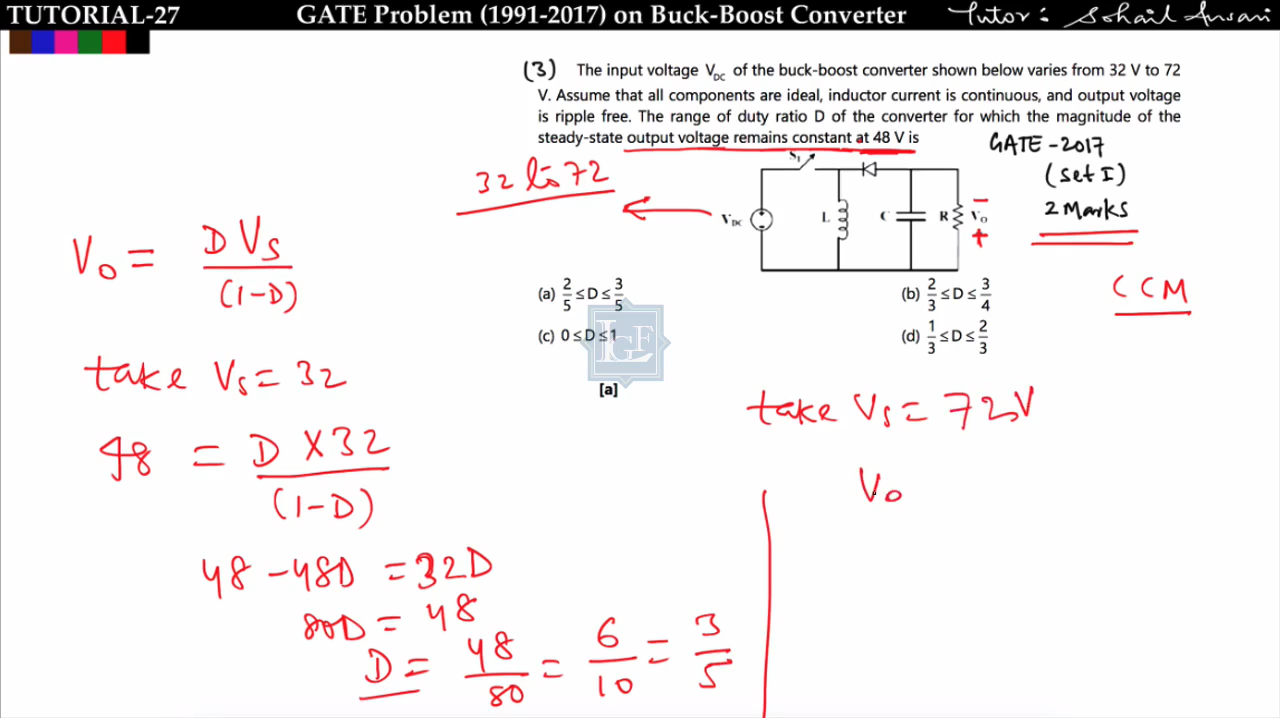 TUTORIAL-27
GATE Problem (1991-2017) on Buck-Boost Converter
Tutor: Sohail Ansari
(3) The input voltage V_DC of the buck-boost converter shown below varies from 32 V to 72
V. Assume that all components are ideal, inductor current is continuous, and output voltage
is ripple free. The range of duty ratio D of the converter for which the magnitude of the
steady-state output voltage remains constant at 48 V is
GATE-2017
(set I)
2 Marks
32 to 72
S₁
V_DC
L
C
R
V₀
−
+
(a) 2/5 ≤ D ≤ 3/5
(b) 2/3 ≤ D ≤ 3/4
(c) 0 ≤ D ≤ 1
(d) 1/3 ≤ D ≤ 2/3
[a]
CCM
V₀ = DVs/(1-D)
take Vs = 32
48 = D X 32/(1-D)
48 - 48D = 32D
80D = 48
D = 48/80 = 6/10 = 3/5
take Vs = 72V
V₀